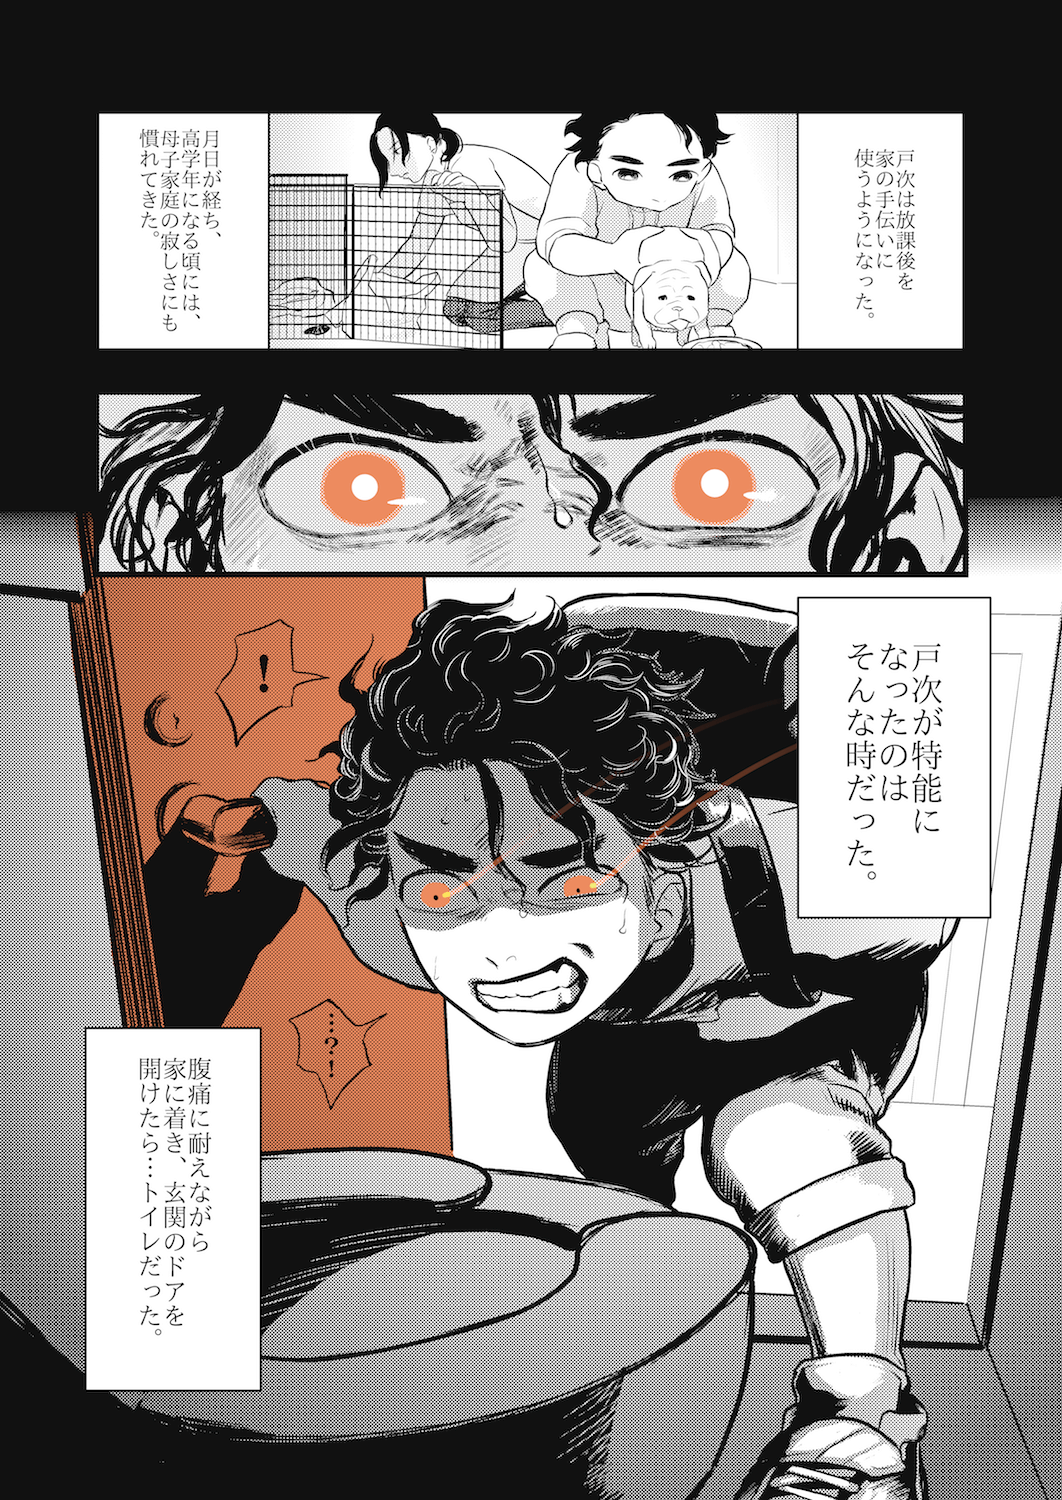 戸次は放課後を
家の手伝いに
使うようになった。
月日が経ち、
高学年になる頃には、
母子家庭の寂しさにも
慣れてきた。
戸次が特能に
なったのは
そんな時だった。
！
…？！
腹痛に耐えながら
家に着き、玄関のドアを
開けたら…トイレだった。